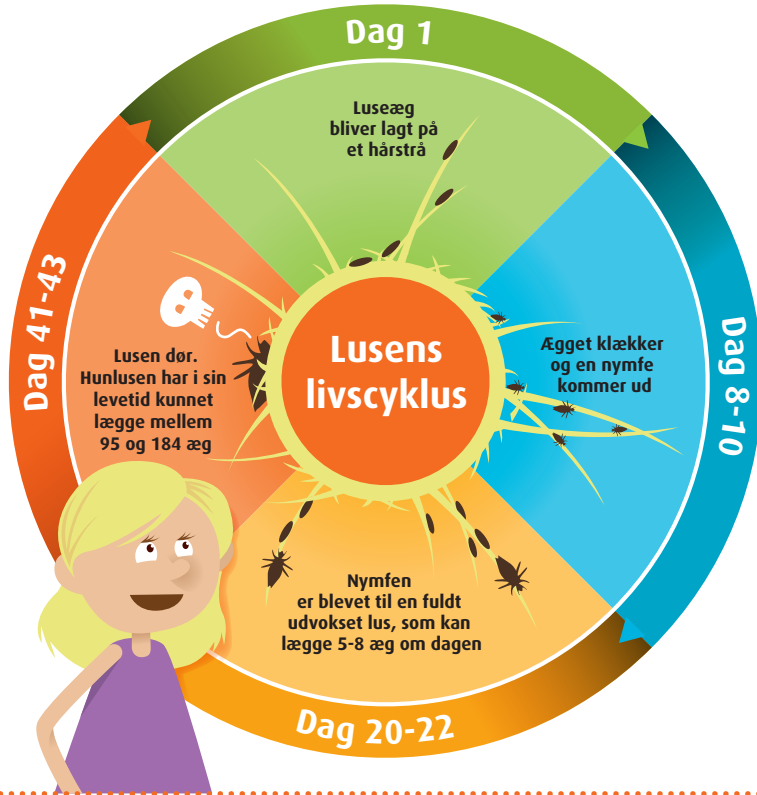 Dag 1
Luseæg
bliver lagt på
et hårstrå
Dag 8-10
Ægget klækker
og en nymfe
kommer ud
Dag 20-22
Nymfen
er blevet til en fuldt
udvokset lus, som kan
lægge 5-8 æg om dagen
Dag 41-43
Lusen dør.
Hunlusen har i sin
levetid kunnet
lægge mellem
95 og 184 æg
Lusens
livscyklus